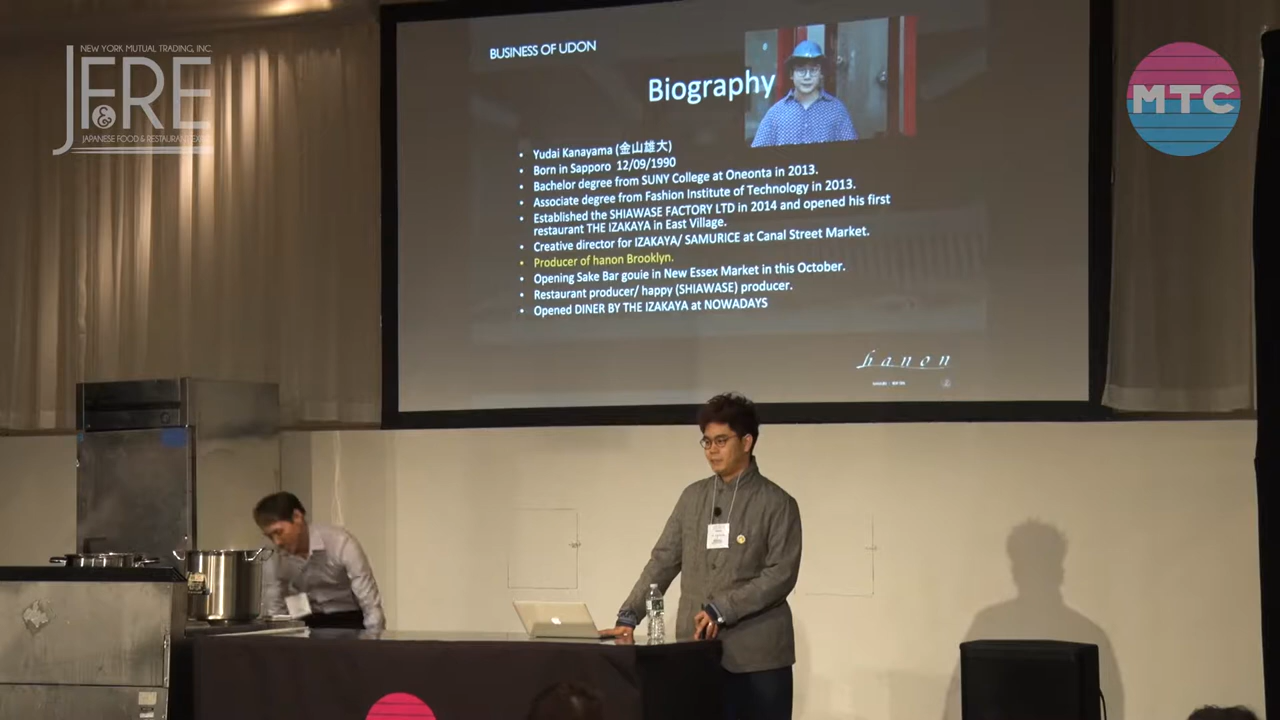 NEW YORK MUTUAL TRADING, INC.
JFRE
&
JAPANESE FOOD & RESTAURANT EXPO
MTC
BUSINESS OF UDON
Biography
• Yudai Kanayama (金山雄大)
• Born in Sapporo 12/09/1990
• Bachelor degree from SUNY College at Oneonta in 2013.
• Associate degree from Fashion Institute of Technology in 2013.
• Established the SHIAWASE FACTORY LTD in 2014 and opened his first
restaurant THE IZAKAYA in East Village.
• Creative director for IZAKAYA/ SAMURICE at Canal Street Market.
• Producer of hanon Brooklyn.
• Opening Sake Bar gouie in New Essex Market in this October.
• Restaurant producer/ happy (SHIAWASE) producer.
• Opened DINER BY THE IZAKAYA at NOWADAYS
hanon